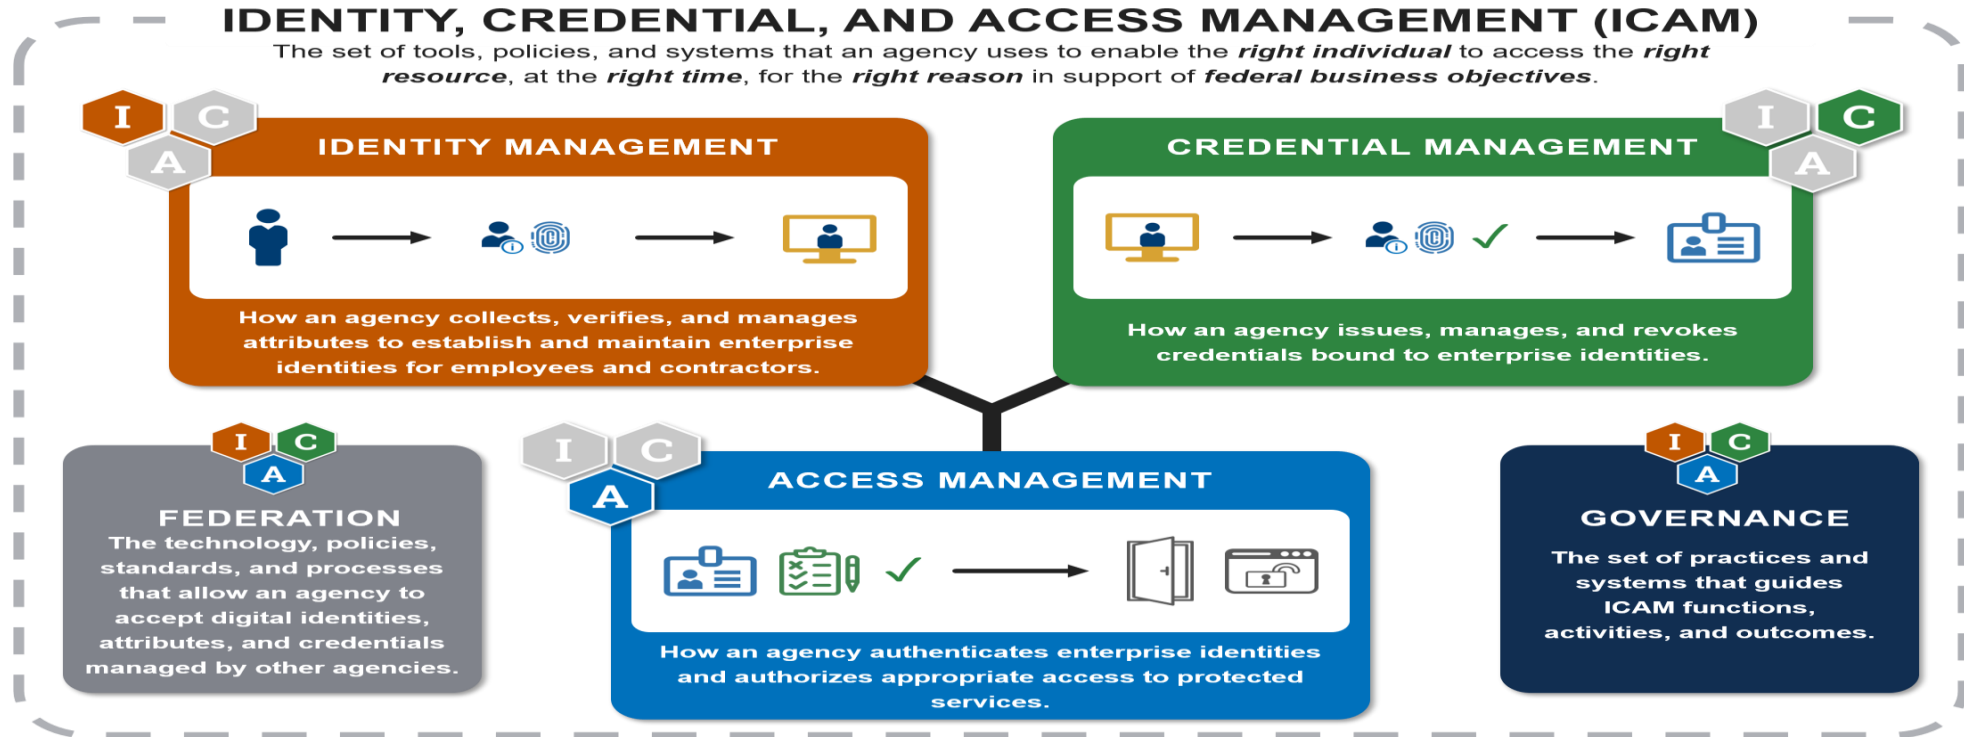 IDENTITY, CREDENTIAL, AND ACCESS MANAGEMENT (ICAM)
The set of tools, policies, and systems that an agency uses to enable the right individual to access the right
resource, at the right time, for the right reason in support of federal business objectives.
I
C
A
IDENTITY MANAGEMENT
How an agency collects, verifies, and manages
attributes to establish and maintain enterprise
identities for employees and contractors.
I
C
A
CREDENTIAL MANAGEMENT
How an agency issues, manages, and revokes
credentials bound to enterprise identities.
I
C
A
FEDERATION
The technology, policies,
standards, and processes
that allow an agency to
accept digital identities,
attributes, and credentials
managed by other agencies.
I
C
A
ACCESS MANAGEMENT
How an agency authenticates enterprise identities
and authorizes appropriate access to protected
services.
I
C
A
GOVERNANCE
The set of practices and
systems that guides
ICAM functions,
activities, and outcomes.